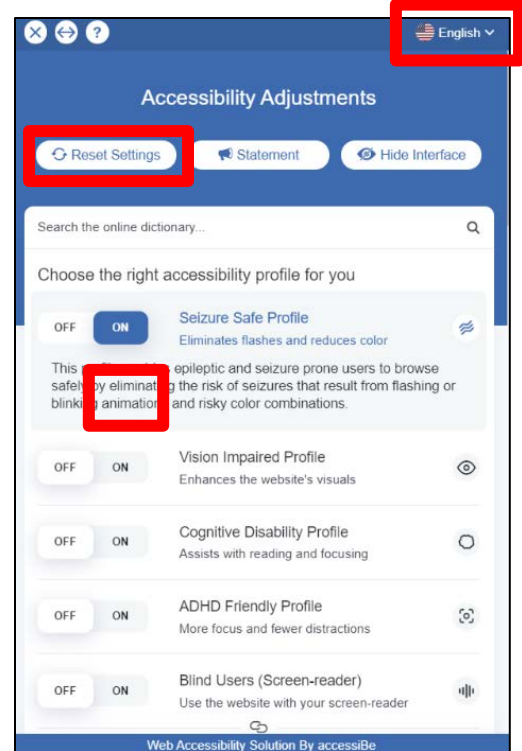 English
Accessibility Adjustments
Reset Settings Statement Hide Interface
Search the online dictionary...
Choose the right accessibility profile for you
OFF ON Seizure Safe Profile
Eliminates flashes and reduces color
This epileptic and seizure prone users to browse
safely by eliminating the risk of seizures that result from flashing or
blinking animations and risky color combinations.
OFF ON Vision Impaired Profile
Enhances the website's visuals
OFF ON Cognitive Disability Profile
Assists with reading and focusing
OFF ON ADHD Friendly Profile
More focus and fewer distractions
OFF ON Blind Users (Screen-reader)
Use the website with your screen-reader
Web Accessibility Solution By accessiBe